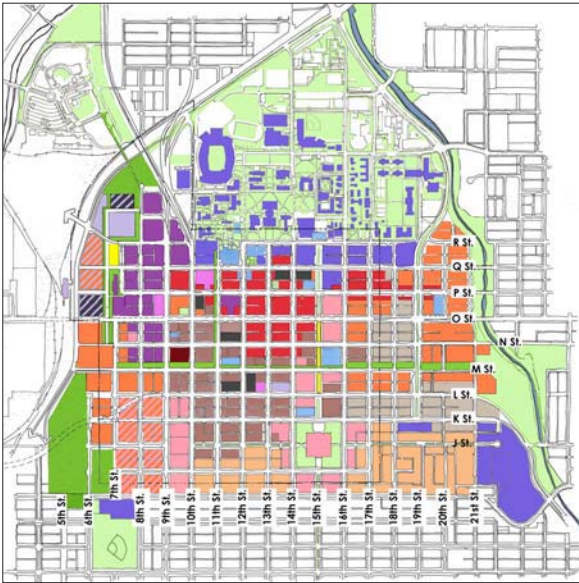 R St.
Q St.
P St.
O St.
N St.
M St.
L St.
K St.
J St.
5th St.
6th St.
7th St.
8th St.
9th St.
10th St.
11th St.
12th St.
13th St.
14th St.
15th St.
16th St.
17th St.
18th St.
19th St.
20th St.
21st St.